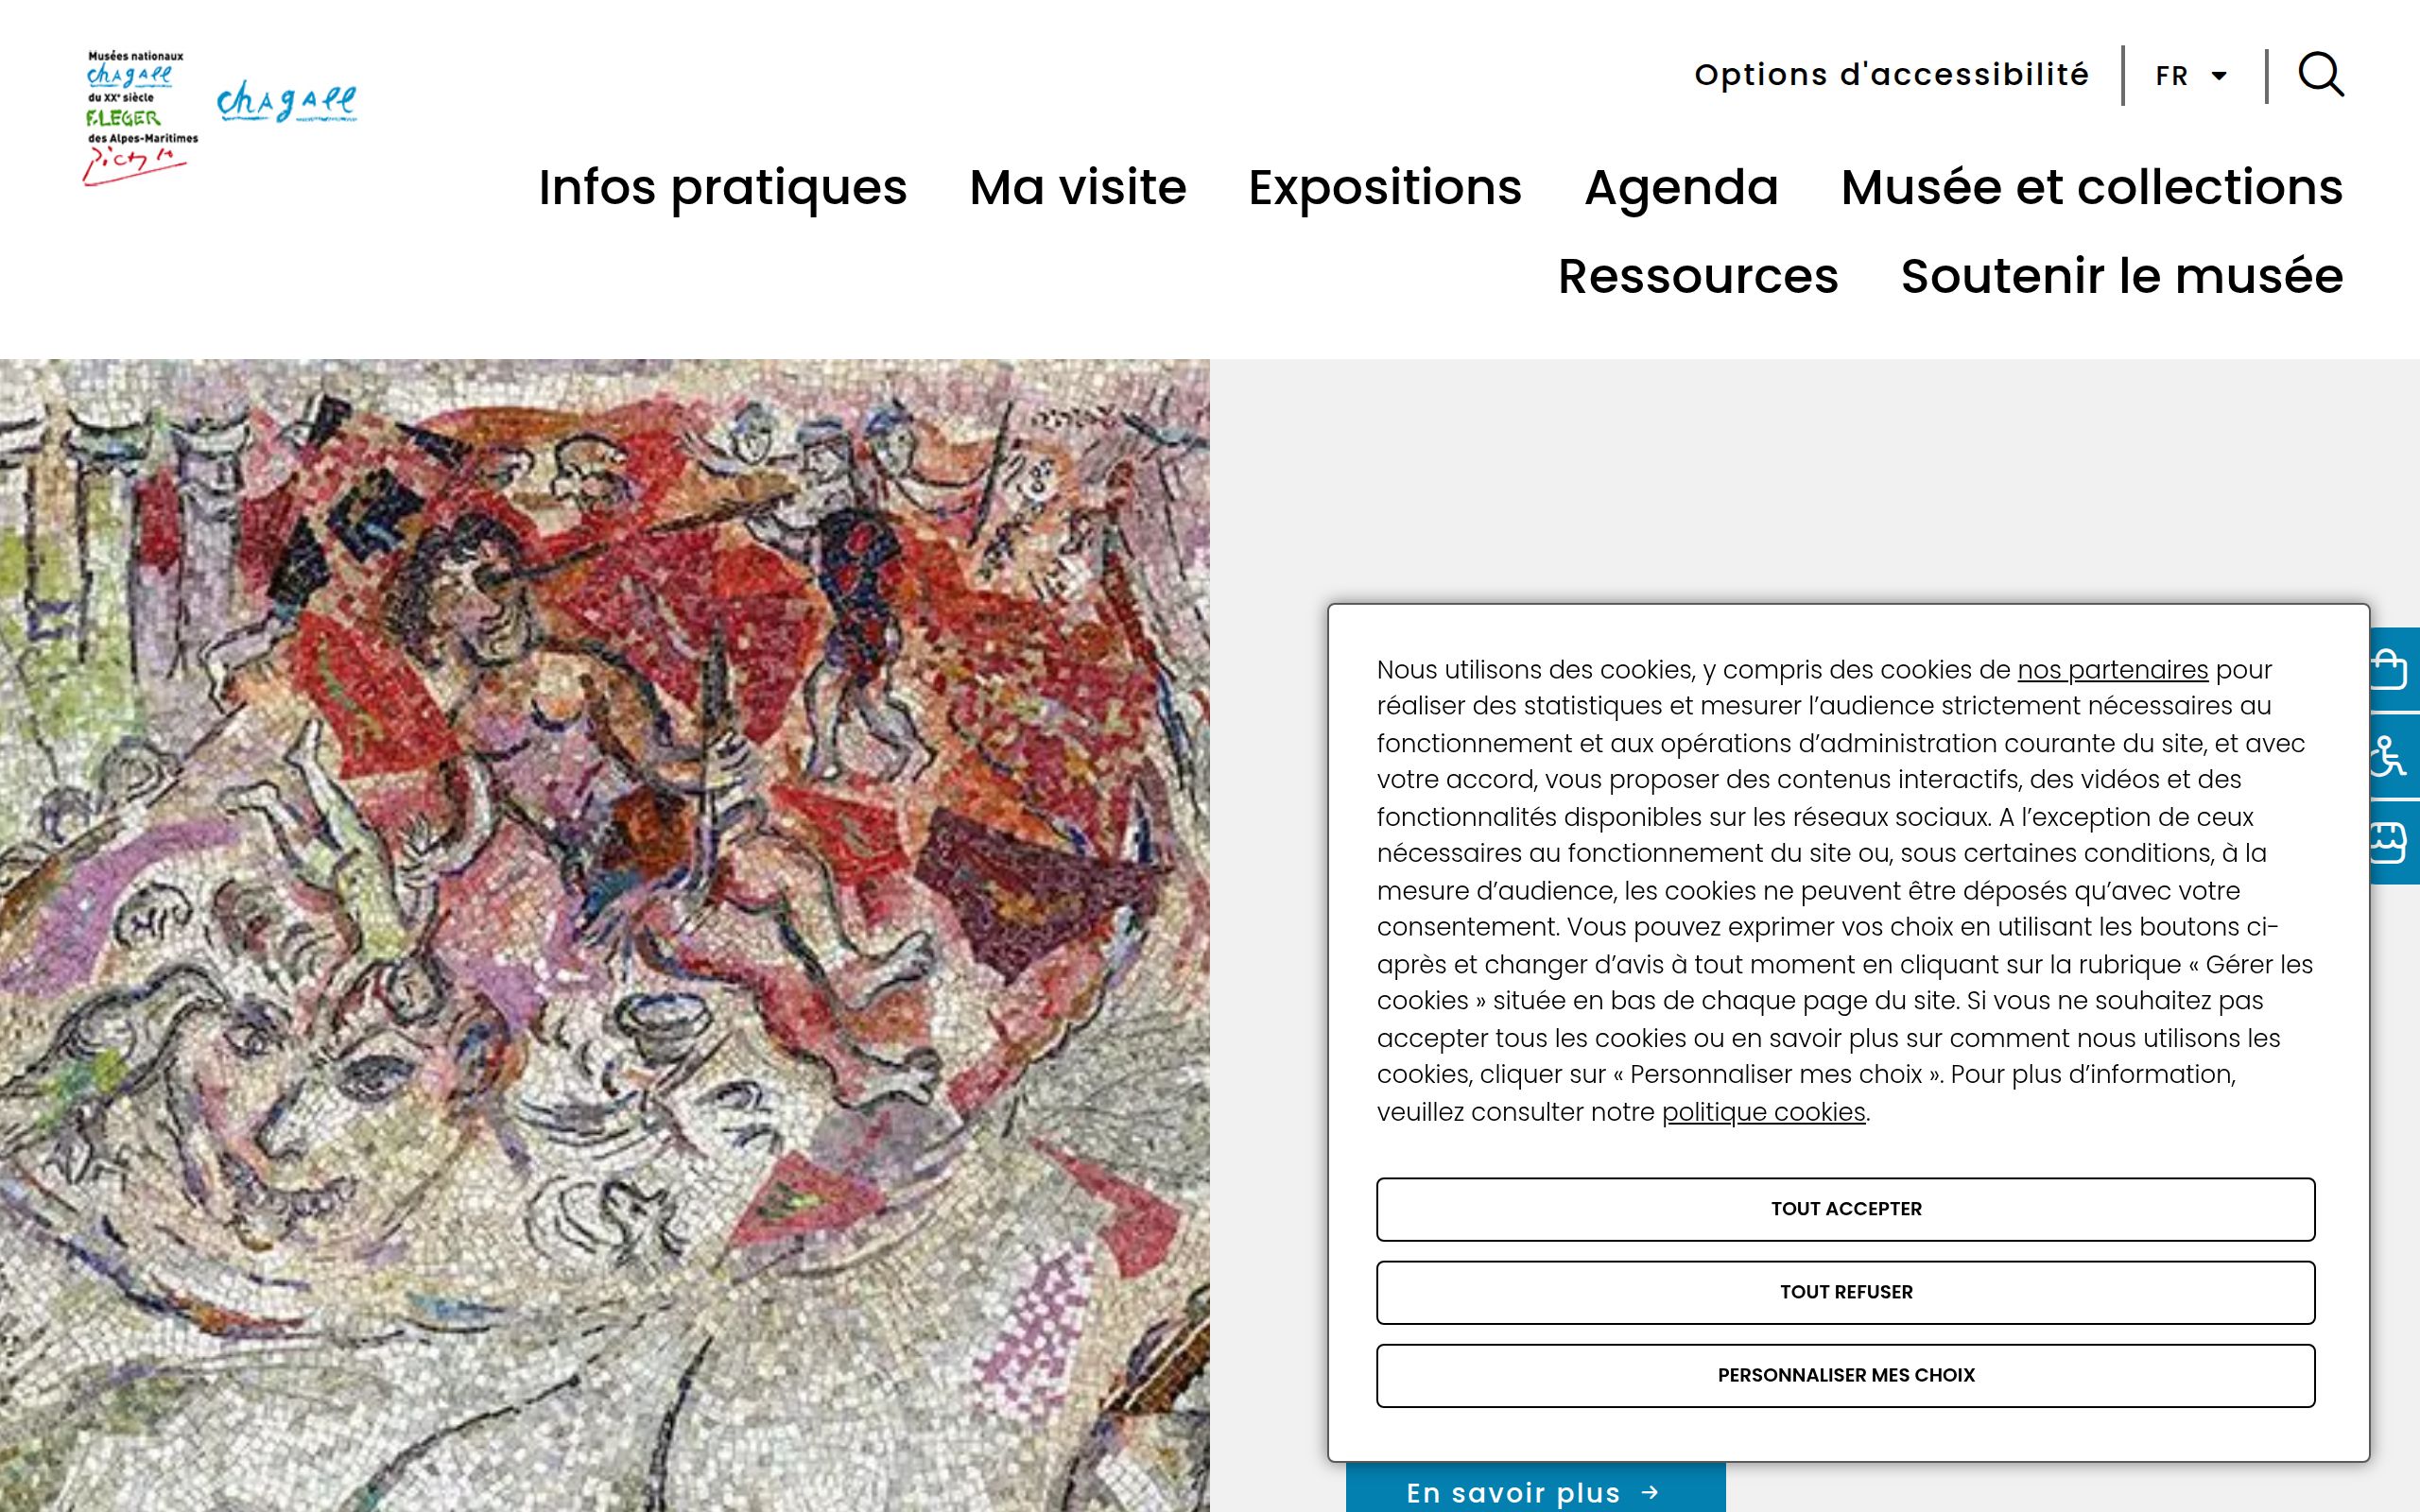 Musées nationaux
chagall
du XXe siècle
F.LEGER
des Alpes-Maritimes
Picasso
chagall
Options d'accessibilité
FR
Infos pratiques Ma visite Expositions Agenda Musée et collections
Ressources Soutenir le musée
Nous utilisons des cookies, y compris des cookies de nos partenaires pour
réaliser des statistiques et mesurer l’audience strictement nécessaires au
fonctionnement et aux opérations d’administration courante du site, et avec
votre accord, vous proposer des contenus interactifs, des vidéos et des
fonctionnalités disponibles sur les réseaux sociaux. A l’exception de ceux
nécessaires au fonctionnement du site ou, sous certaines conditions, à la
mesure d’audience, les cookies ne peuvent être déposés qu’avec votre
consentement. Vous pouvez exprimer vos choix en utilisant les boutons ci-
après et changer d’avis à tout moment en cliquant sur la rubrique « Gérer les
cookies » située en bas de chaque page du site. Si vous ne souhaitez pas
accepter tous les cookies ou en savoir plus sur comment nous utilisons les
cookies, cliquer sur « Personnaliser mes choix ». Pour plus d’information,
veuillez consulter notre politique cookies.
TOUT ACCEPTER
TOUT REFUSER
PERSONNALISER MES CHOIX
En savoir plus →